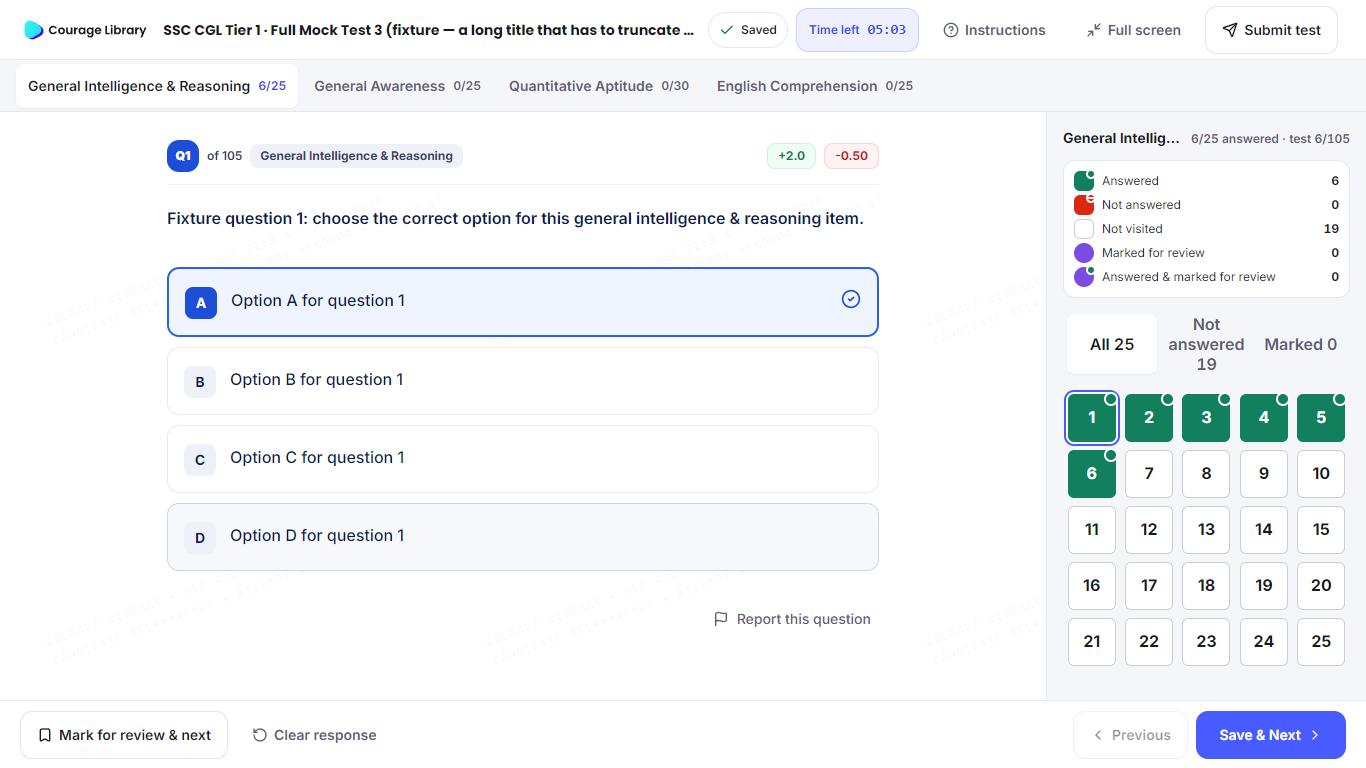 Courage Library
SSC CGL Tier 1 · Full Mock Test 3 (fixture — a long title that has to truncate ...
Saved
Time left 05:03
Instructions
Full screen
Submit test
General Intelligence & Reasoning 6/25
General Awareness 0/25
Quantitative Aptitude 0/30
English Comprehension 0/25
Q1 of 105 General Intelligence & Reasoning
+2.0
-0.50
Fixture question 1: choose the correct option for this general intelligence & reasoning item.
A Option A for question 1
B Option B for question 1
C Option C for question 1
D Option D for question 1
Report this question
General Intellig... 6/25 answered · test 6/105
Answered 6
Not answered 0
Not visited 19
Marked for review 0
Answered & marked for review 0
All 25
Not
answered
19
Marked 0
1 2 3 4 5
6 7 8 9 10
11 12 13 14 15
16 17 18 19 20
21 22 23 24 25
Mark for review & next
Clear response
Previous
Save & Next